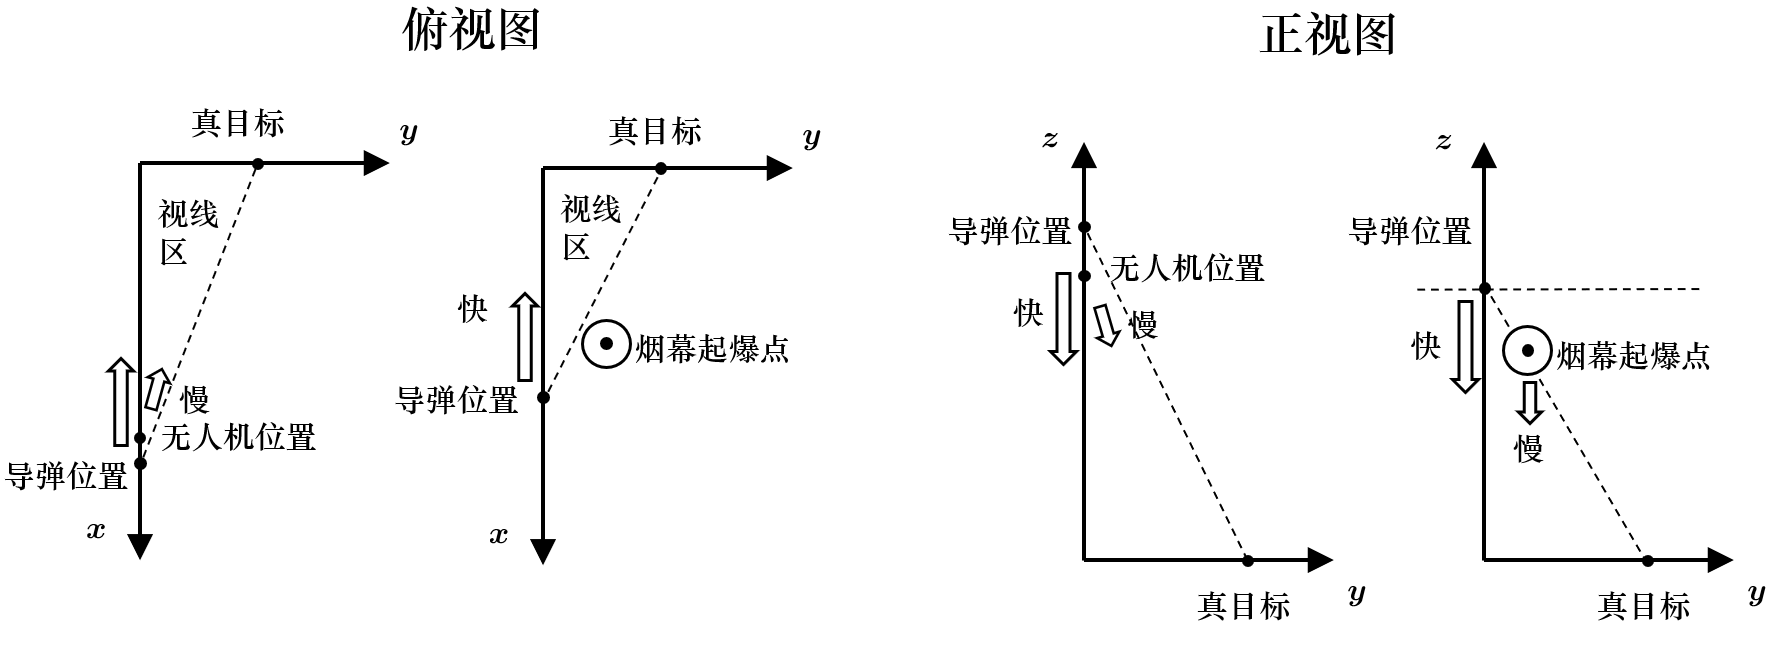 俯视图
正视图
真目标
y
视线
区
慢
无人机位置
导弹位置
x
真目标
y
视线
区
快
烟幕起爆点
导弹位置
x
z
导弹位置
无人机位置
快
慢
真目标
y
z
导弹位置
快
烟幕起爆点
慢
真目标
y